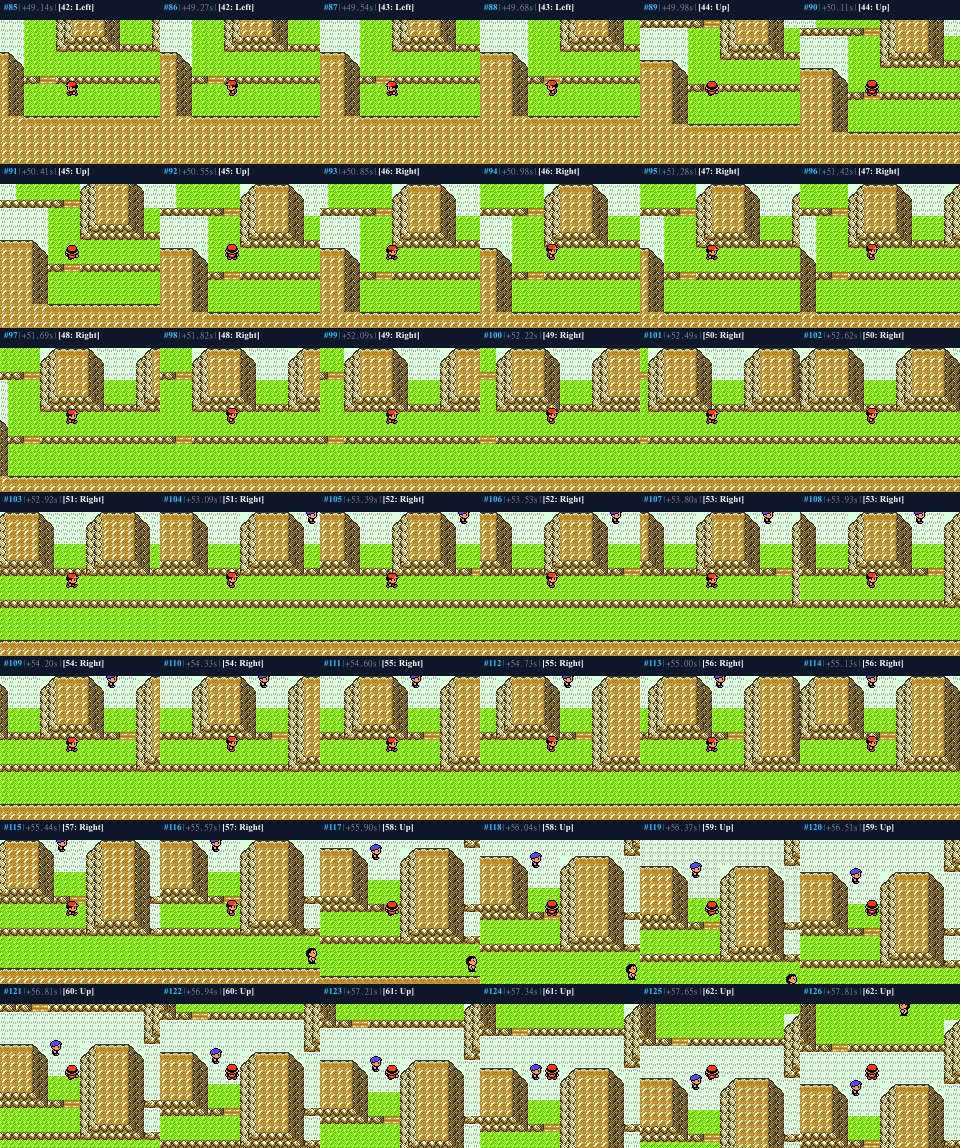 #85|+49.14s|[42: Left] #86|+49.27s|[42: Left] #87|+49.54s|[43: Left] #88|+49.68s|[43: Left] #89|+49.98s|[44: Up] #90|+50.11s|[44: Up]
#91|+50.41s|[45: Up] #92|+50.55s|[45: Up] #93|+50.85s|[46: Right] #94|+50.98s|[46: Right] #95|+51.28s|[47: Right] #96|+51.42s|[47: Right]
#97|+51.69s|[48: Right] #98|+51.82s|[48: Right] #99|+52.09s|[49: Right] #100|+52.22s|[49: Right] #101|+52.49s|[50: Right] #102|+52.62s|[50: Right]
#103|+52.92s|[51: Right] #104|+53.09s|[51: Right] #105|+53.39s|[52: Right] #106|+53.53s|[52: Right] #107|+53.80s|[53: Right] #108|+53.93s|[53: Right]
#109|+54.20s|[54: Right] #110|+54.33s|[54: Right] #111|+54.60s|[55: Right] #112|+54.73s|[55: Right] #113|+55.00s|[56: Right] #114|+55.13s|[56: Right]
#115|+55.44s|[57: Right] #116|+55.57s|[57: Right] #117|+55.90s|[58: Up] #118|+56.04s|[58: Up] #119|+56.37s|[59: Up] #120|+56.51s|[59: Up]
#121|+56.81s|[60: Up] #122|+56.94s|[60: Up] #123|+57.21s|[61: Up] #124|+57.34s|[61: Up] #125|+57.65s|[62: Up] #126|+57.81s|[62: Up]